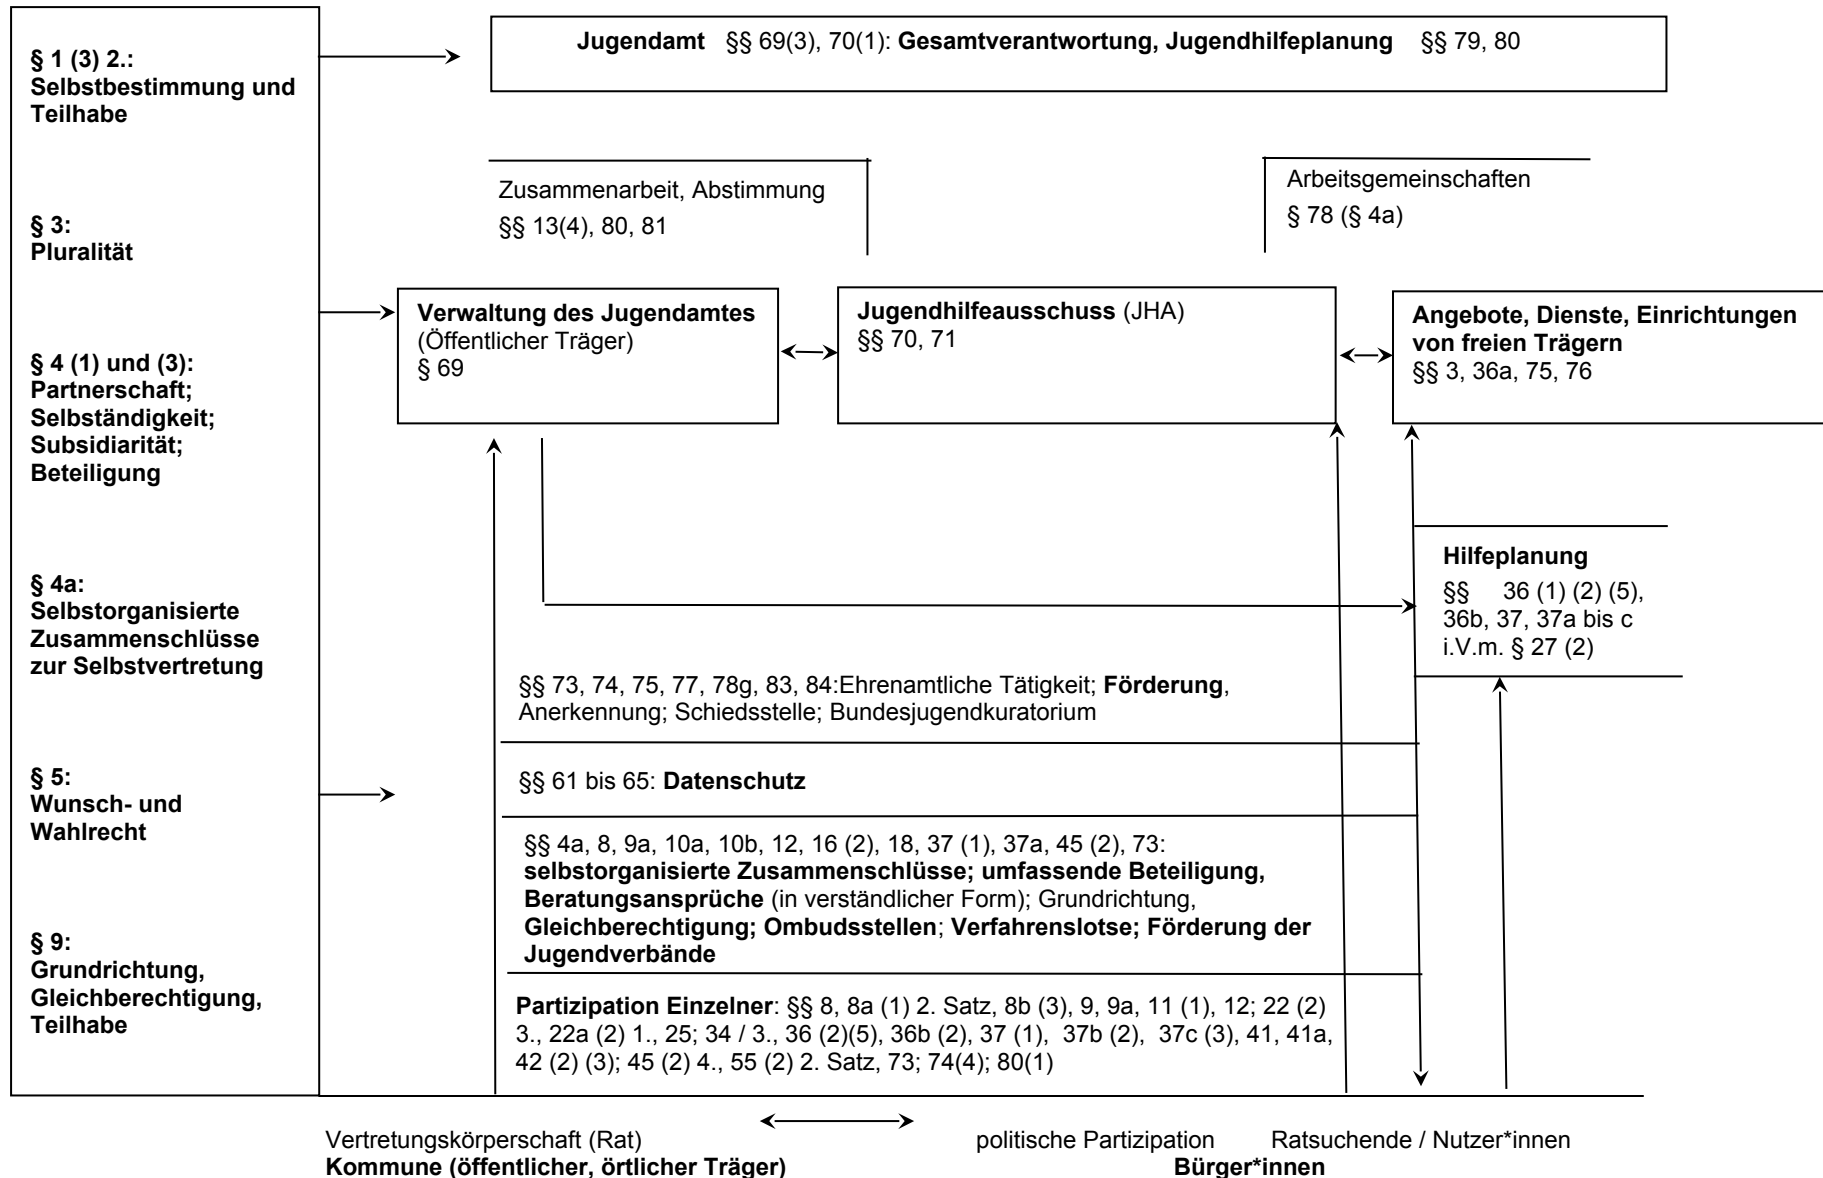 § 1 (3) 2.:
Selbstbestimmung und
Teilhabe
§ 3:
Pluralität
§ 4 (1) und (3):
Partnerschaft;
Selbständigkeit;
Subsidiarität;
Beteiligung
§ 4a:
Selbstorganisierte
Zusammenschlüsse
zur Selbstvertretung
§ 5:
Wunsch- und
Wahlrecht
§ 9:
Grundrichtung,
Gleichberechtigung,
Teilhabe
Jugendamt §§ 69(3), 70(1): Gesamtverantwortung, Jugendhilfeplanung §§ 79, 80
Zusammenarbeit, Abstimmung
§§ 13(4), 80, 81
Arbeitsgemeinschaften
§ 78 (§ 4a)
Verwaltung des Jugendamtes
(Öffentlicher Träger)
§ 69
Jugendhilfeausschuss (JHA)
§§ 70, 71
Angebote, Dienste, Einrichtungen
von freien Trägern
§§ 3, 36a, 75, 76
Hilfeplanung
§§ 36 (1) (2) (5),
36b, 37, 37a bis c
i.V.m. § 27 (2)
§§ 73, 74, 75, 77, 78g, 83, 84:Ehrenamtliche Tätigkeit; Förderung,
Anerkennung; Schiedsstelle; Bundesjugendkuratorium
§§ 61 bis 65: Datenschutz
§§ 4a, 8, 9a, 10a, 10b, 12, 16 (2), 18, 37 (1), 37a, 45 (2), 73:
selbstorganisierte Zusammenschlüsse; umfassende Beteiligung,
Beratungsansprüche (in verständlicher Form); Grundrichtung,
Gleichberechtigung; Ombudsstellen; Verfahrenslotse; Förderung der
Jugendverbände
Partizipation Einzelner: §§ 8, 8a (1) 2. Satz, 8b (3), 9, 9a, 11 (1), 12; 22 (2)
3., 22a (2) 1., 25; 34 / 3., 36 (2)(5), 36b (2), 37 (1), 37b (2), 37c (3), 41, 41a,
42 (2) (3); 45 (2) 4., 55 (2) 2. Satz, 73; 74(4); 80(1)
Vertretungskörperschaft (Rat) politische Partizipation Ratsuchende / Nutzer*innen
Kommune (öffentlicher, örtlicher Träger) Bürger*innen